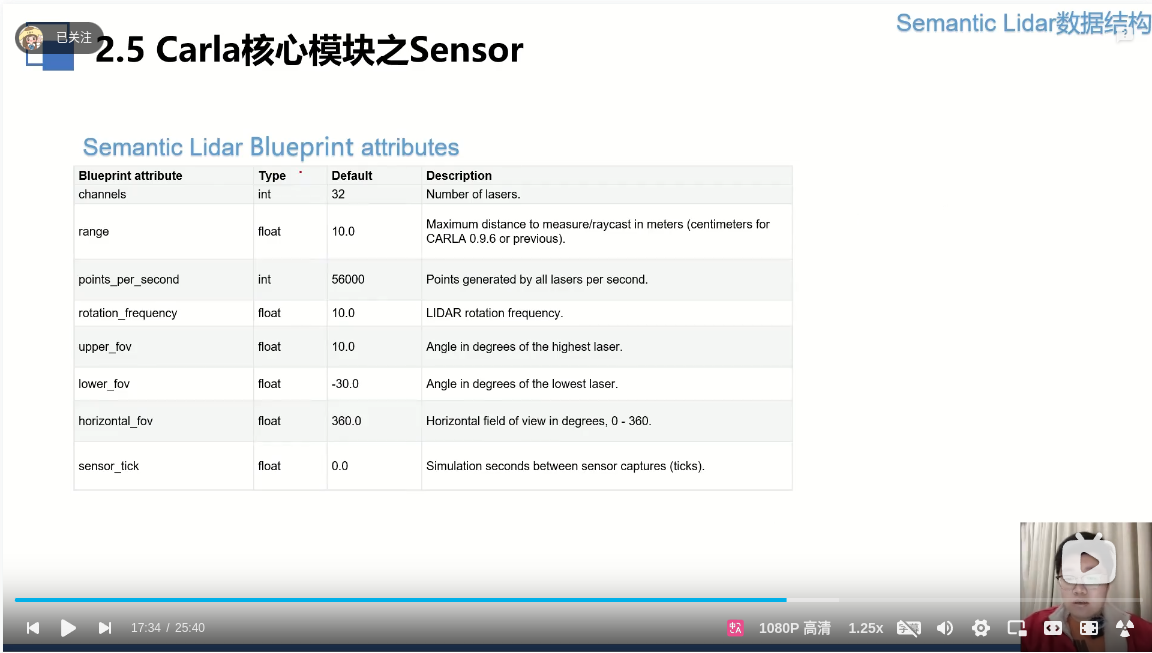 已关注
Semantic Lidar数据结构
2.5 Carla核心模块之Sensor
Semantic Lidar Blueprint attributes
Blueprint attribute Type Default Description
channels int 32 Number of lasers.
range float 10.0 Maximum distance to measure/raycast in meters (centimeters for
CARLA 0.9.6 or previous).
points_per_second int 56000 Points generated by all lasers per second.
rotation_frequency float 10.0 LIDAR rotation frequency.
upper_fov float 10.0 Angle in degrees of the highest laser.
lower_fov float -30.0 Angle in degrees of the lowest laser.
horizontal_fov float 360.0 Horizontal field of view in degrees, 0 - 360.
sensor_tick float 0.0 Simulation seconds between sensor captures (ticks).
17:34 / 25:40
1080P 高清
1.25x